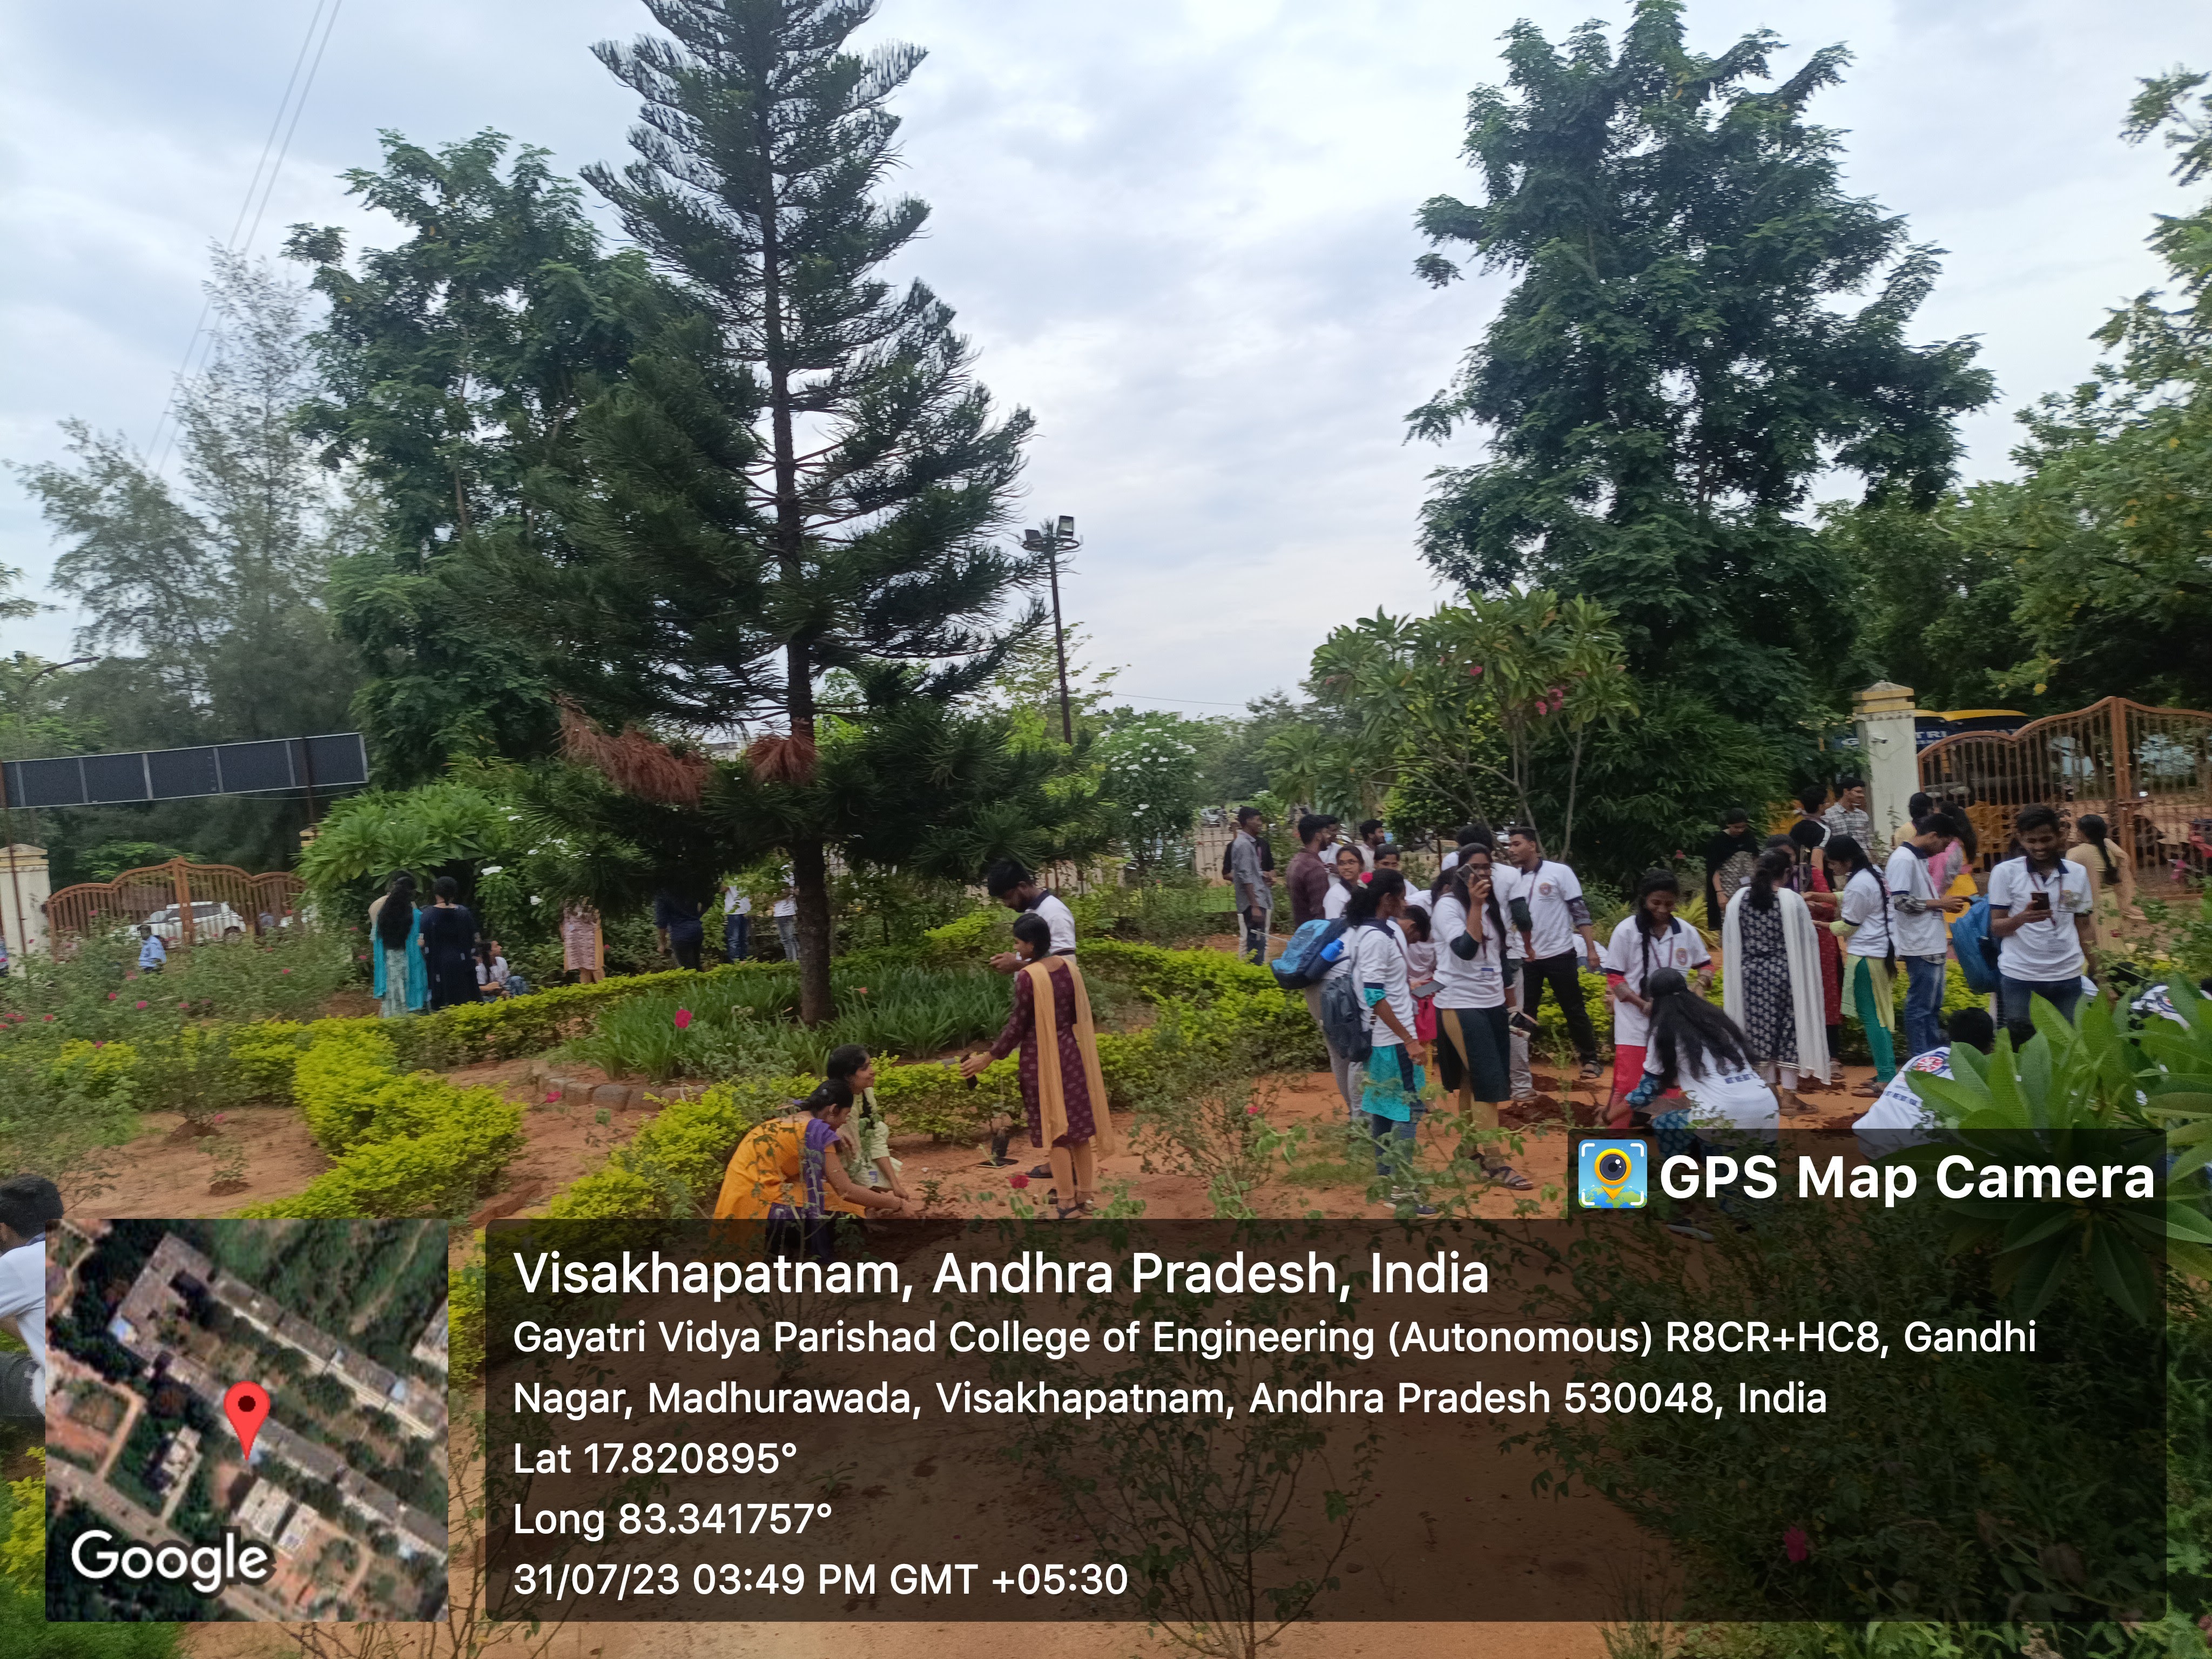 GPS Map Camera
Visakhapatnam, Andhra Pradesh, India
Gayatri Vidya Parishad College of Engineering (Autonomous) R8CR+HC8, Gandhi
Nagar, Madhurawada, Visakhapatnam, Andhra Pradesh 530048, India
Lat 17.820895°
Long 83.341757°
31/07/23 03:49 PM GMT +05:30
Google